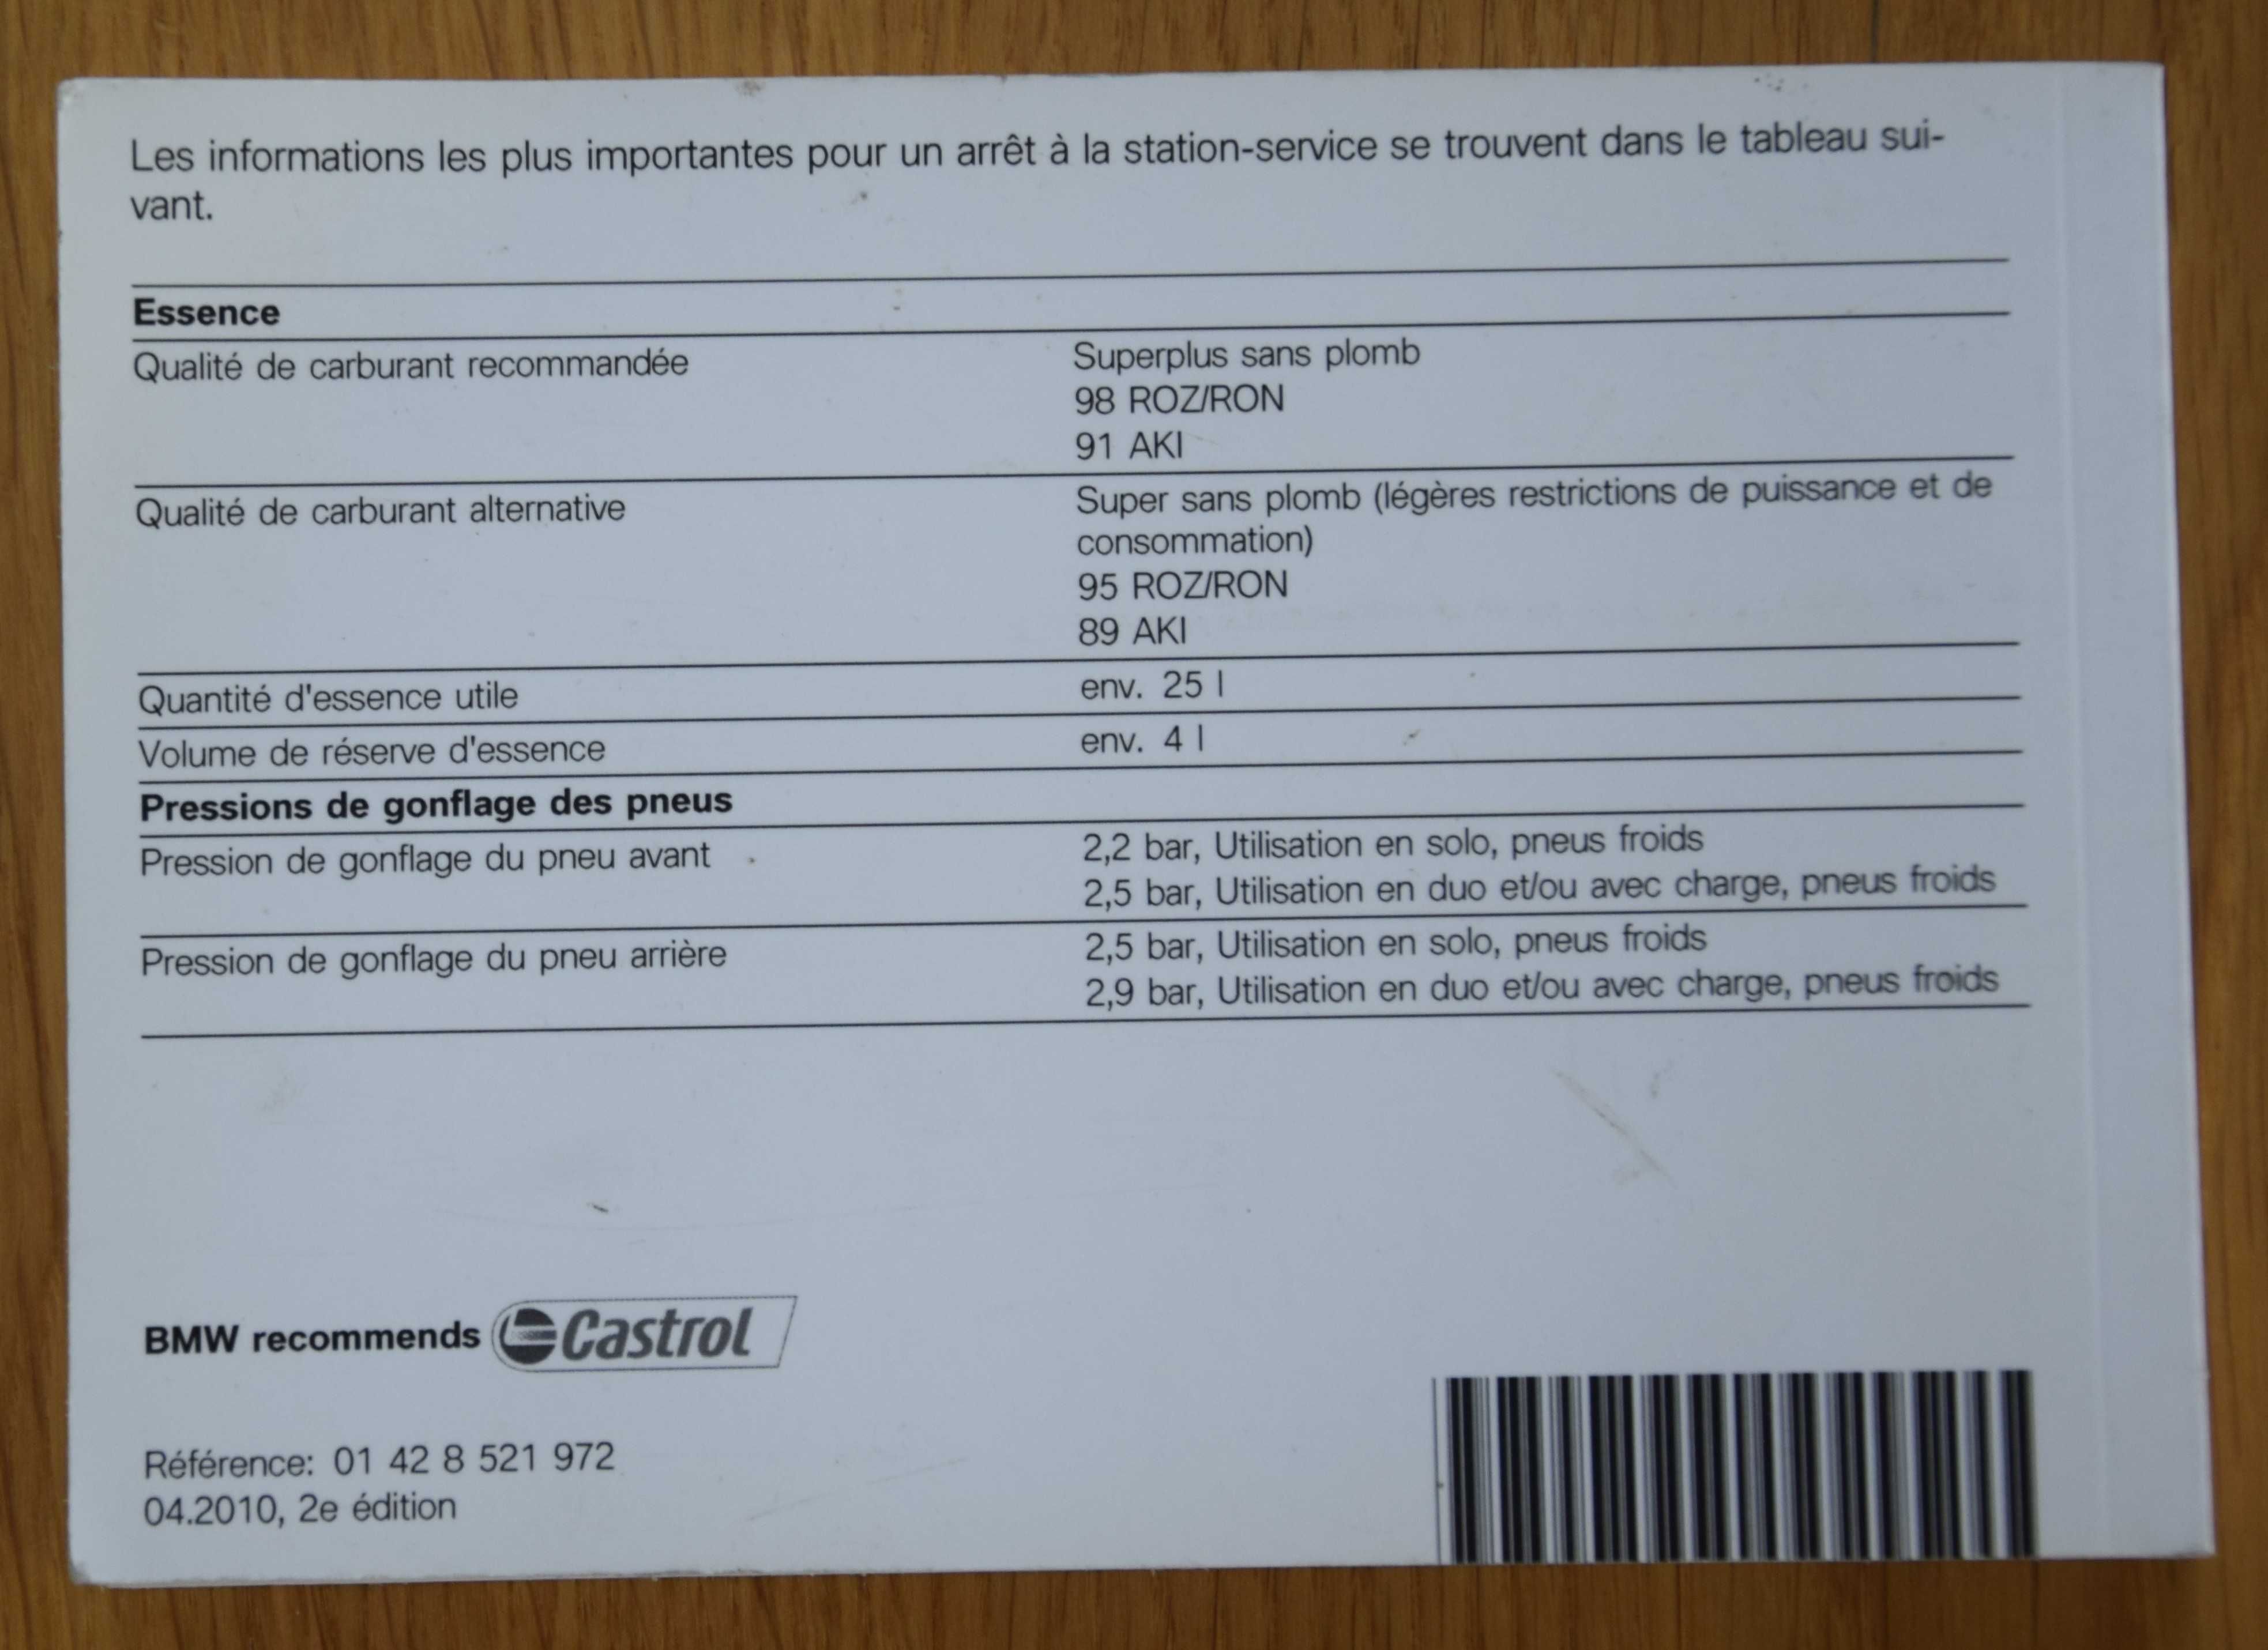 Les informations les plus importantes pour un arrêt à la station-service se trouvent dans le tableau sui-
vant.
Essence
Qualité de carburant recommandée
Superplus sans plomb
98 ROZ/RON
91 AKI
Qualité de carburant alternative
Super sans plomb (légères restrictions de puissance et de
consommation)
95 ROZ/RON
89 AKI
Quantité d'essence utile
env. 25 l
Volume de réserve d'essence
env. 4 l
Pressions de gonflage des pneus
Pression de gonflage du pneu avant
2,2 bar, Utilisation en solo, pneus froids
2,5 bar, Utilisation en duo et/ou avec charge, pneus froids
Pression de gonflage du pneu arrière
2,5 bar, Utilisation en solo, pneus froids
2,9 bar, Utilisation en duo et/ou avec charge, pneus froids
BMW recommends Castrol
Référence: 01 42 8 521 972
04.2010, 2e édition